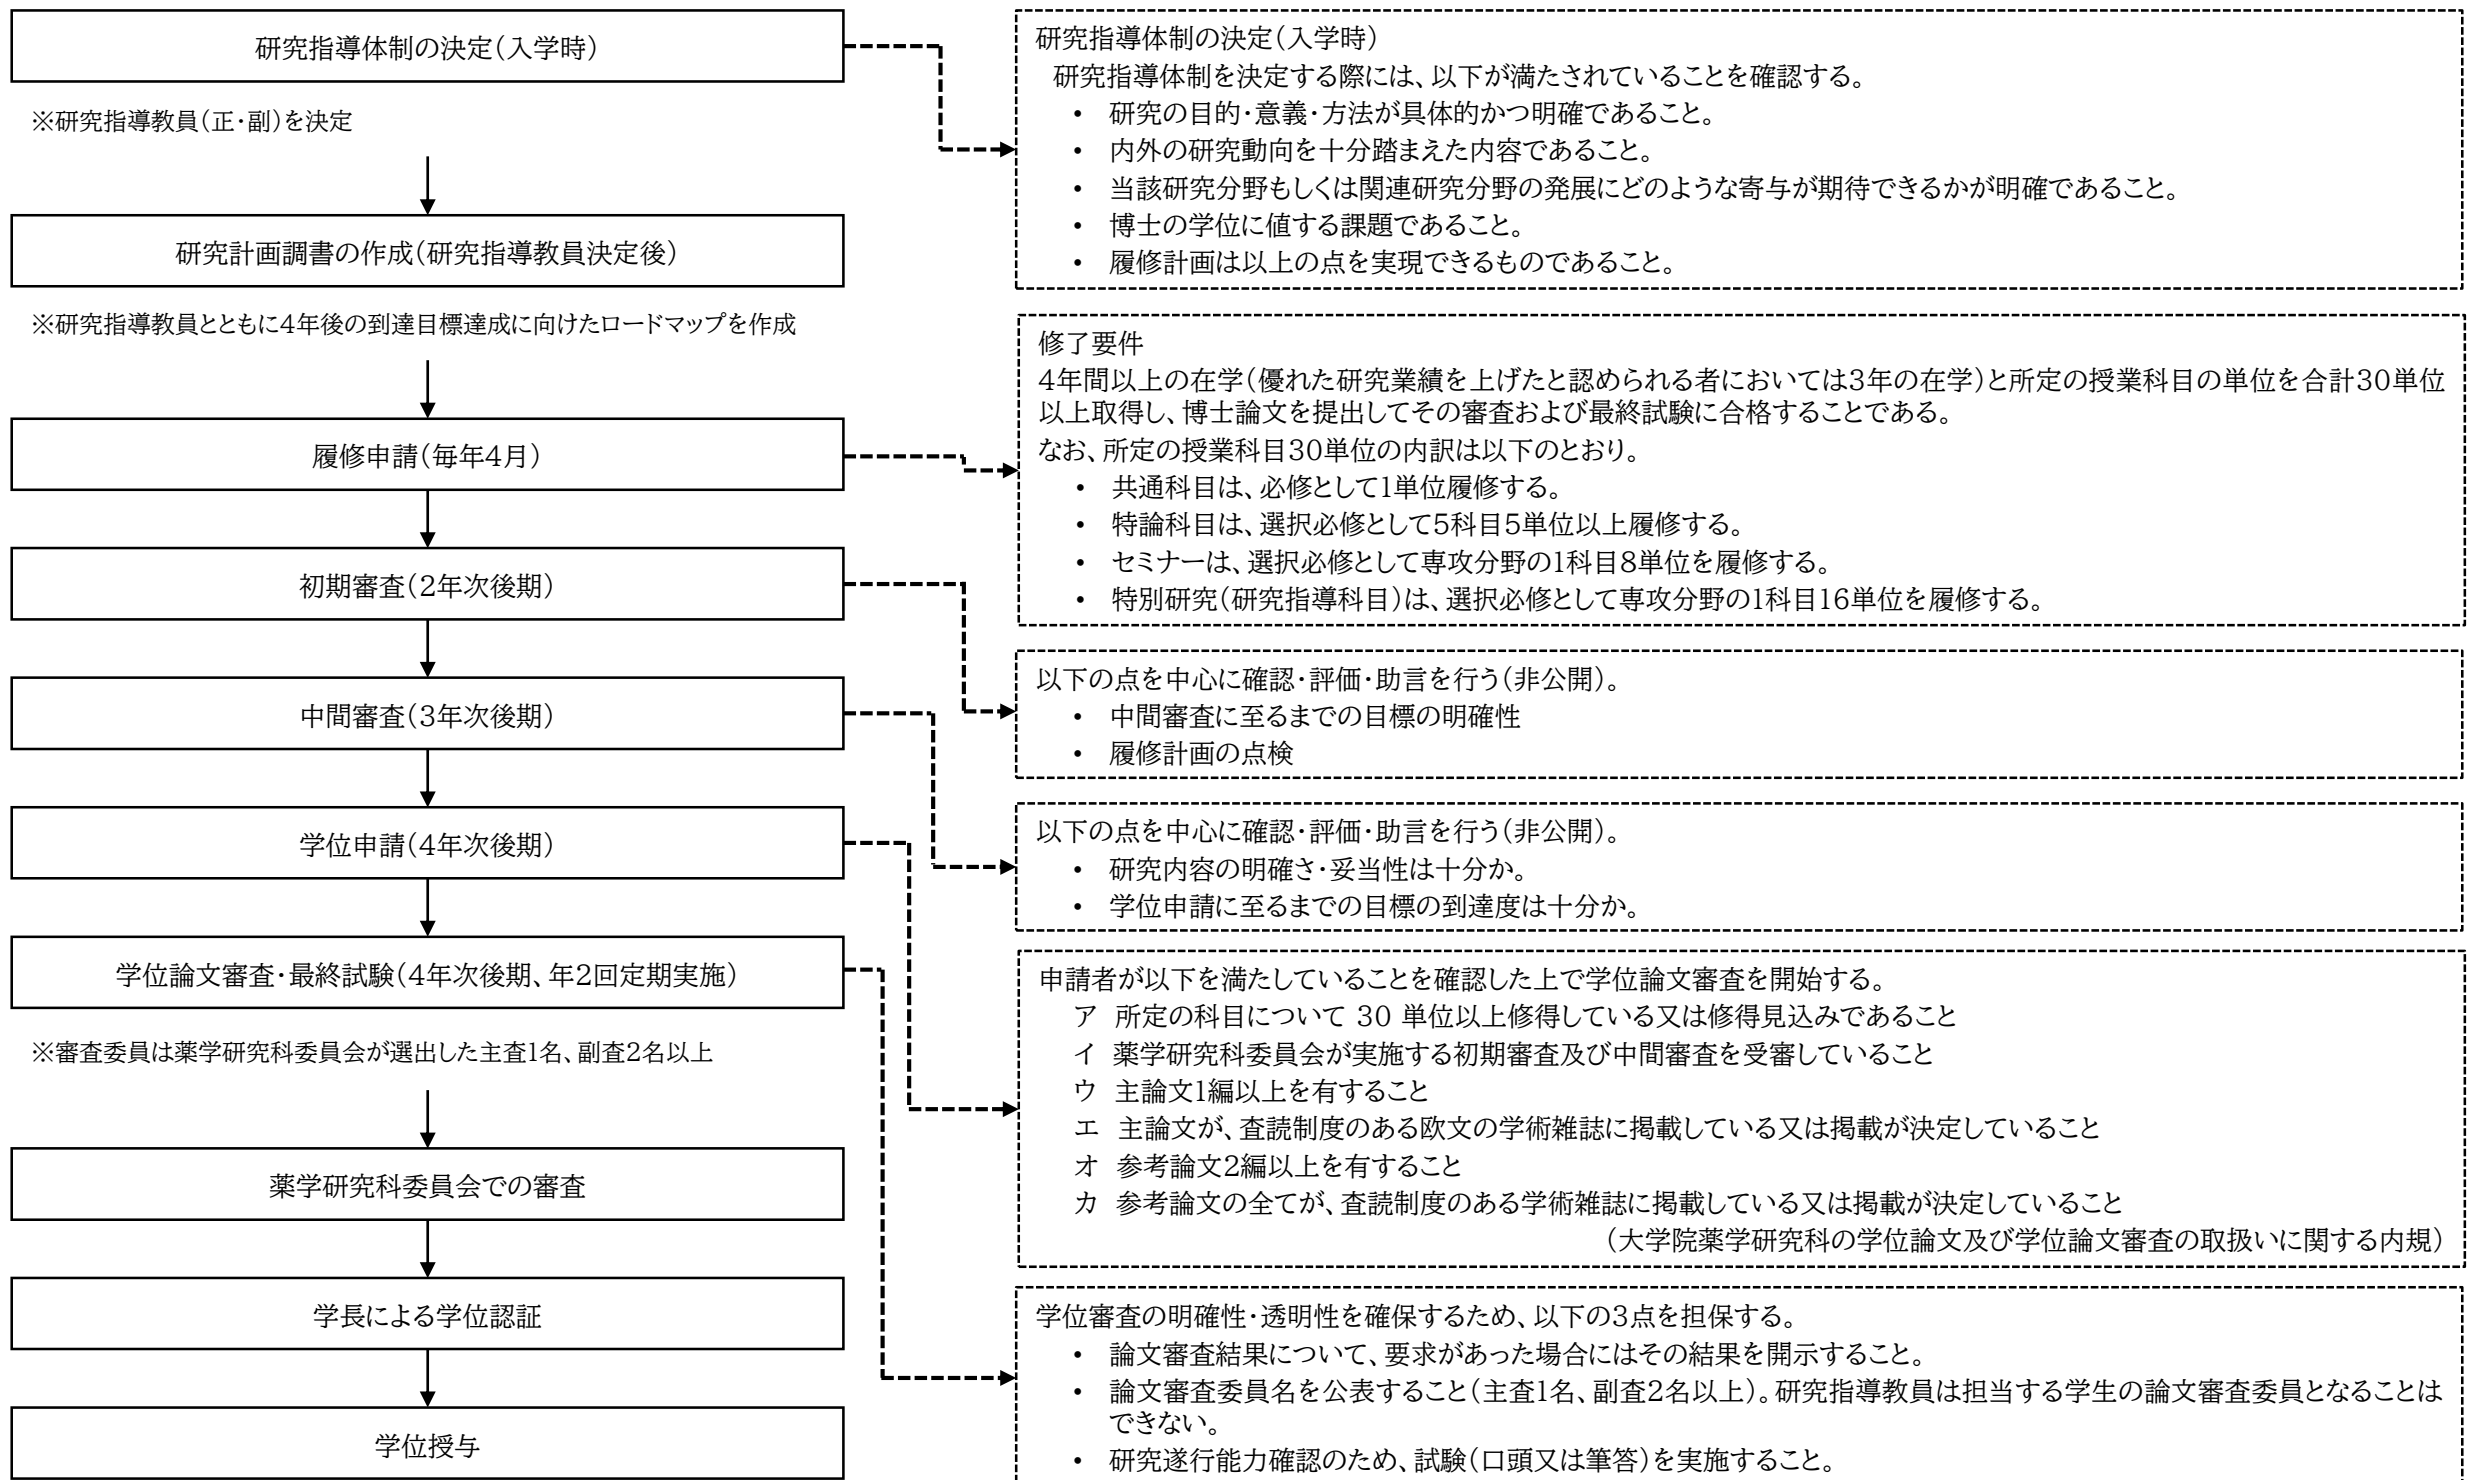 研究指導体制の決定(入学時)
※研究指導教員(正・副)を決定
研究計画調書の作成(研究指導教員決定後)
※研究指導教員とともに4年後の到達目標達成に向けたロードマップを作成
履修申請(毎年4月)
初期審査(2年次後期)
中間審査(3年次後期)
学位申請(4年次後期)
学位論文審査・最終試験(4年次後期、年2回定期実施)
※審査委員は薬学研究科委員会が選出した主査1名、副査2名以上
薬学研究科委員会での審査
学長による学位認証
学位授与
研究指導体制の決定(入学時)
研究指導体制を決定する際には、以下が満たされていることを確認する。
• 研究の目的・意義・方法が具体的かつ明確であること。
• 内外の研究動向を十分踏まえた内容であること。
• 当該研究分野もしくは関連研究分野の発展にどのような寄与が期待できるかが明確であること。
• 博士の学位に値する課題であること。
• 履修計画は以上の点を実現できるものであること。
修了要件
4年間以上の在学(優れた研究業績を上げたと認められる者においては3年の在学)と所定の授業科目の単位を合計30単位
以上取得し、博士論文を提出してその審査および最終試験に合格することである。
なお、所定の授業科目30単位の内訳は以下のとおり。
• 共通科目は、必修として1単位履修する。
• 特論科目は、選択必修として5科目5単位以上履修する。
• セミナーは、選択必修として専攻分野の1科目8単位を履修する。
• 特別研究(研究指導科目)は、選択必修として専攻分野の1科目16単位を履修する。
以下の点を中心に確認・評価・助言を行う(非公開)。
• 中間審査に至るまでの目標の明確性
• 履修計画の点検
以下の点を中心に確認・評価・助言を行う(非公開)。
• 研究内容の明確さ・妥当性は十分か。
• 学位申請に至るまでの目標の到達度は十分か。
申請者が以下を満たしていることを確認した上で学位論文審査を開始する。
ア 所定の科目について 30 単位以上修得している又は修得見込みであること
イ 薬学研究科委員会が実施する初期審査及び中間審査を受審していること
ウ 主論文1編以上を有すること
エ 主論文が、査読制度のある欧文の学術雑誌に掲載している又は掲載が決定していること
オ 参考論文2編以上を有すること
カ 参考論文の全てが、査読制度のある学術雑誌に掲載している又は掲載が決定していること
(大学院薬学研究科の学位論文及び学位論文審査の取扱いに関する内規)
学位審査の明確性・透明性を確保するため、以下の3点を担保する。
• 論文審査結果について、要求があった場合にはその結果を開示すること。
• 論文審査委員名を公表すること(主査1名、副査2名以上)。研究指導教員は担当する学生の論文審査委員となることは
できない。
• 研究遂行能力確認のため、試験(口頭又は筆答)を実施すること。